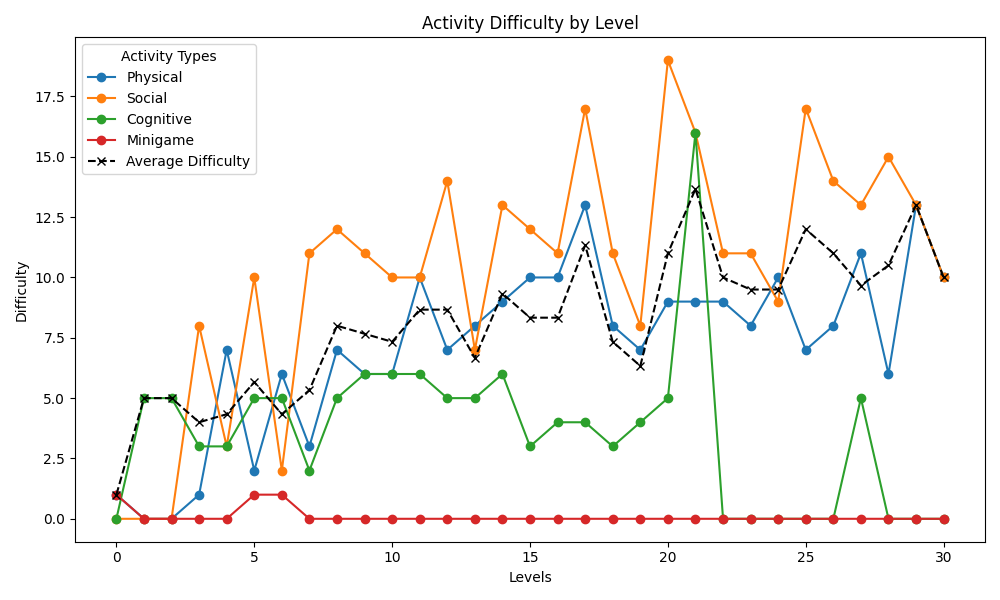 Activity Difficulty by Level
Activity Types
Physical
Social
Cognitive
Minigame
Average Difficulty
Difficulty
17.5
15.0
12.5
10.0
7.5
5.0
2.5
0.0
0 5 10 15 20 25 30
Levels